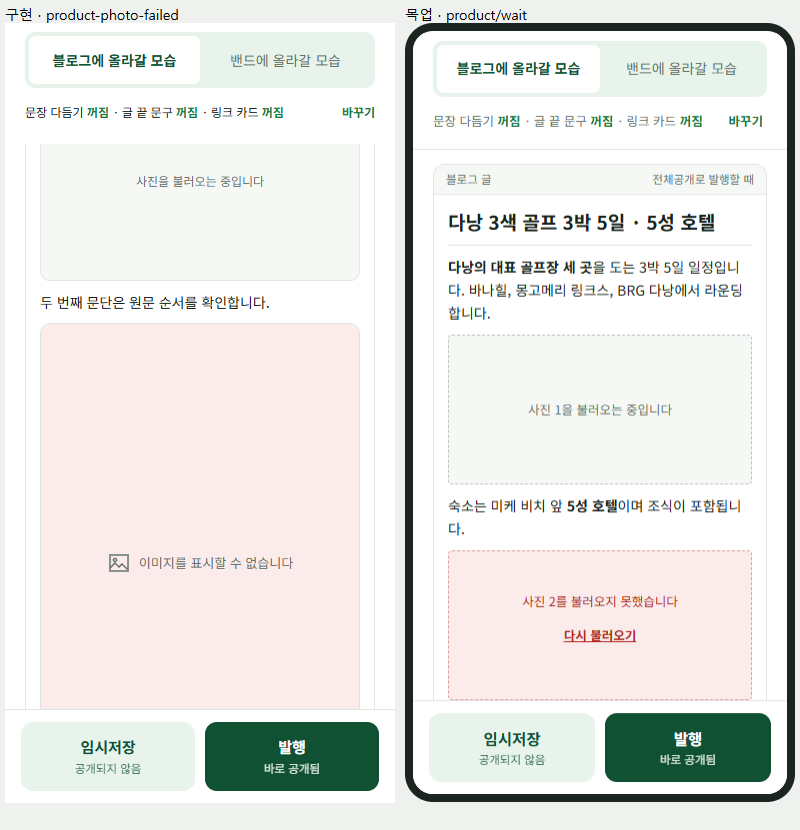 구현 · product-photo-failed
블로그에 올라갈 모습
밴드에 올라갈 모습
문장 다듬기 꺼짐 · 글 끝 문구 꺼짐 · 링크 카드 꺼짐
바꾸기
사진을 불러오는 중입니다
두 번째 문단은 원문 순서를 확인합니다.
이미지를 표시할 수 없습니다
임시저장
공개되지 않음
발행
바로 공개됨
목업 · product/wait
블로그에 올라갈 모습
밴드에 올라갈 모습
문장 다듬기 꺼짐 · 글 끝 문구 꺼짐 · 링크 카드 꺼짐
바꾸기
블로그 글
전체공개로 발행할 때
다낭 3색 골프 3박 5일 · 5성 호텔
다낭의 대표 골프장 세 곳을 도는 3박 5일 일정입니
다. 바나힐, 몽고메리 링크스, BRG 다낭에서 라운딩
합니다.
사진 1을 불러오는 중입니다
숙소는 미케 비치 앞 5성 호텔이며 조식이 포함됩니
다.
사진 2를 불러오지 못했습니다
다시 불러오기
임시저장
공개되지 않음
발행
바로 공개됨